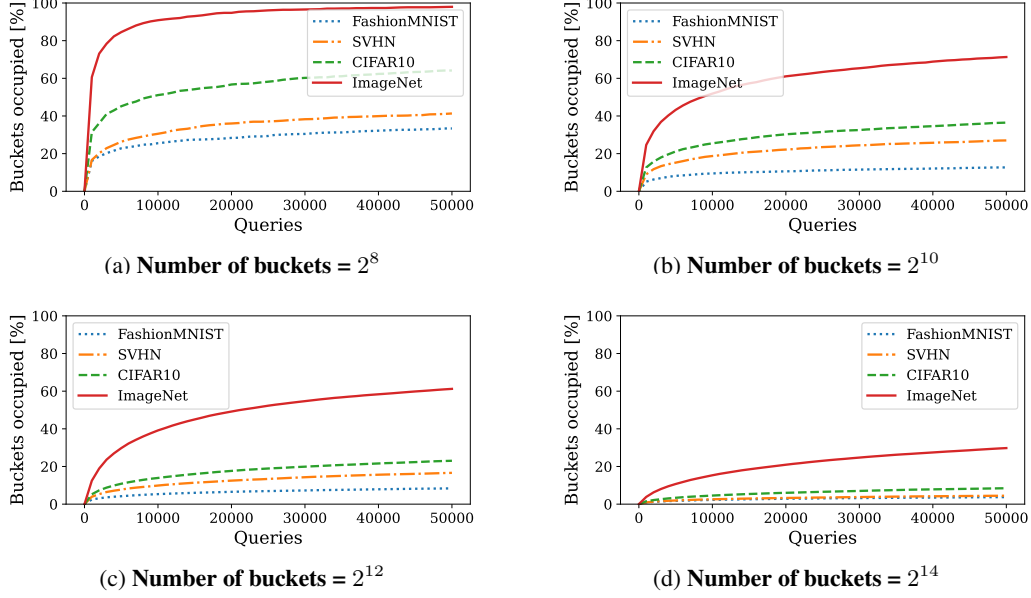 Buckets occupied [%]
100
80
60
40
20
0
FashionMNIST
SVHN
CIFAR10
ImageNet
0 10000 20000 30000 40000 50000
Queries
(a) Number of buckets = 2^8
Buckets occupied [%]
100
80
60
40
20
0
FashionMNIST
SVHN
CIFAR10
ImageNet
0 10000 20000 30000 40000 50000
Queries
(b) Number of buckets = 2^10
Buckets occupied [%]
100
80
60
40
20
0
FashionMNIST
SVHN
CIFAR10
ImageNet
0 10000 20000 30000 40000 50000
Queries
(c) Number of buckets = 2^12
Buckets occupied [%]
100
80
60
40
20
0
FashionMNIST
SVHN
CIFAR10
ImageNet
0 10000 20000 30000 40000 50000
Queries
(d) Number of buckets = 2^14